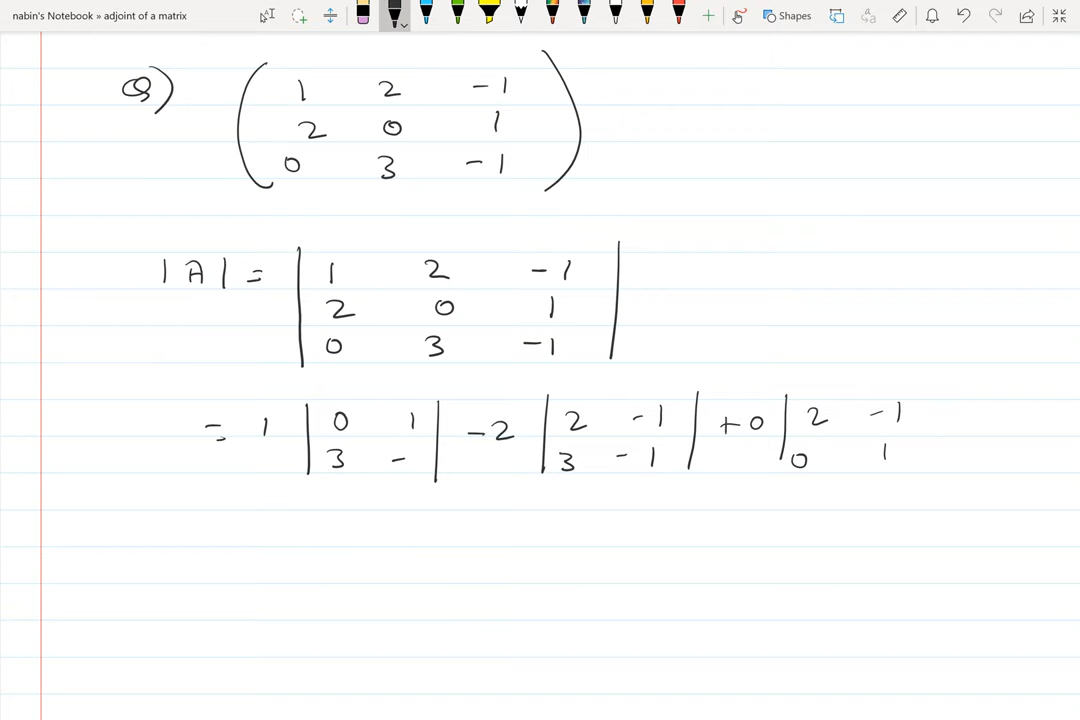 nabin's Notebook » adjoint of a matrix
Shapes
Q) ( 1 2 -1
2 0 1
0 3 -1 )
|A| = | 1 2 -1 |
2 0 1
0 3 -1
= 1 | 0 1 | -2 | 2 -1 | +0 | 2 -1
3 - | 3 -1 | 0 1